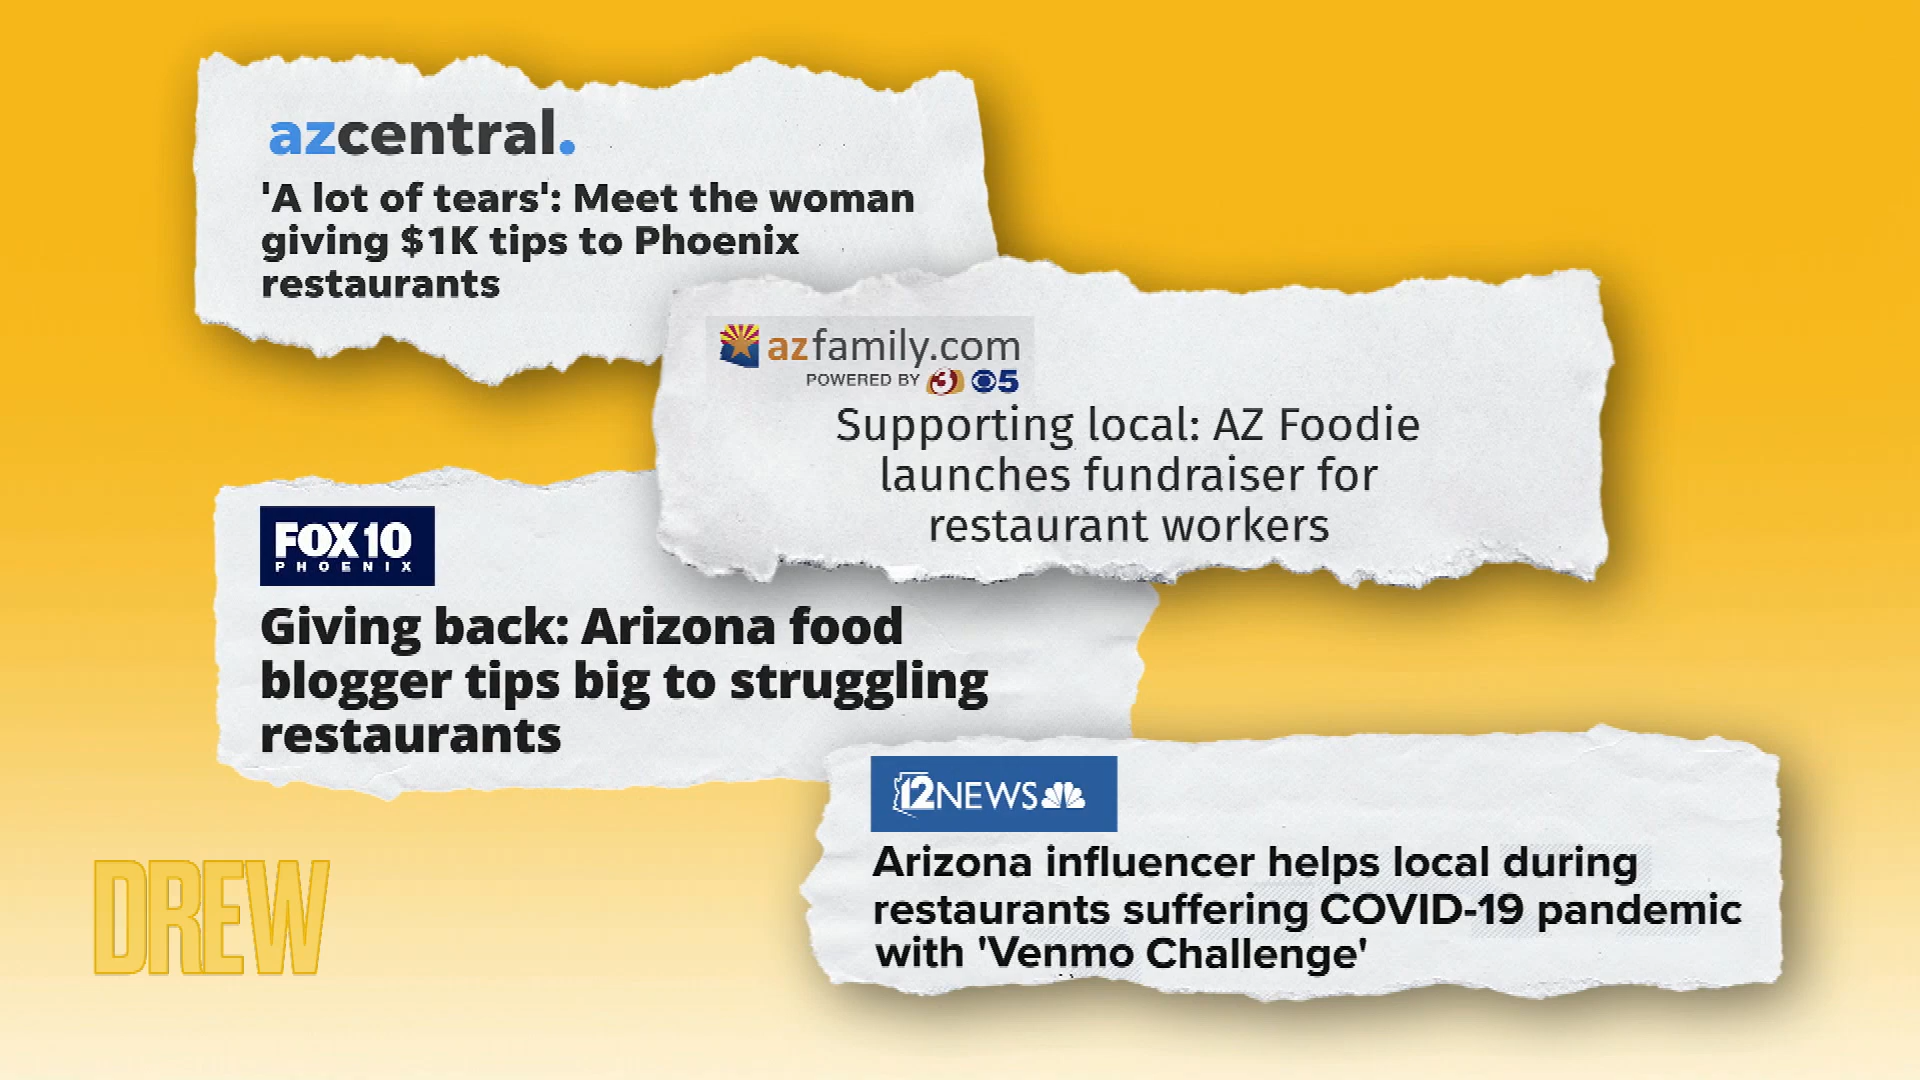 azcentral.
'A lot of tears': Meet the woman
giving $1K tips to Phoenix
restaurants
azfamily.com
POWERED BY 3 5
Supporting local: AZ Foodie
launches fundraiser for
restaurant workers
FOX 10
PHOENIX
Giving back: Arizona food
blogger tips big to struggling
restaurants
12NEWS
Arizona influencer helps local during
restaurants suffering COVID-19 pandemic
with 'Venmo Challenge'
DREW